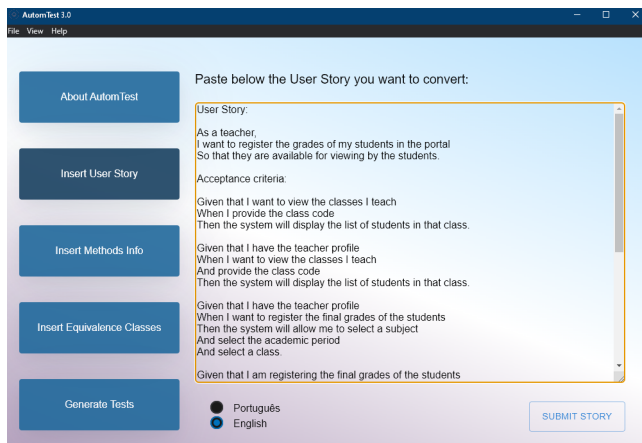 AutomTest 3.0
File View Help
About AutomTest
Insert User Story
Insert Methods Info
Insert Equivalence Classes
Generate Tests
Paste below the User Story you want to convert:
User Story:
As a teacher,
I want to register the grades of my students in the portal
So that they are available for viewing by the students.
Acceptance criteria:
Given that I want to view the classes I teach
When I provide the class code
Then the system will display the list of students in that class.
Given that I have the teacher profile
When I want to view the classes I teach
And provide the class code
Then the system will display the list of students in that class.
Given that I have the teacher profile
When I want to register the final grades of the students
Then the system will allow me to select a subject
And select the academic period
And select a class.
Given that I am registering the final grades of the students
Português
English
SUBMIT STORY